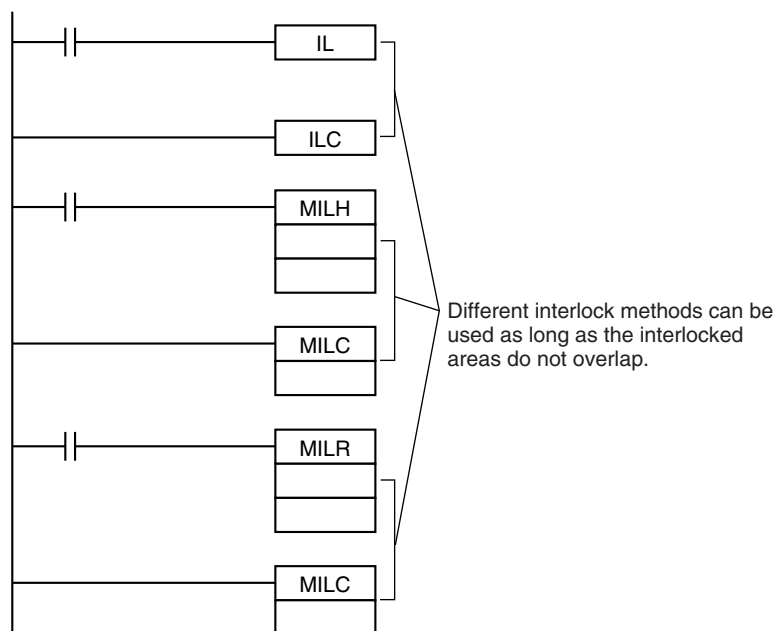 IL
ILC
MILH
MILC
Different interlock methods can be
used as long as the interlocked
areas do not overlap.
MILR
MILC